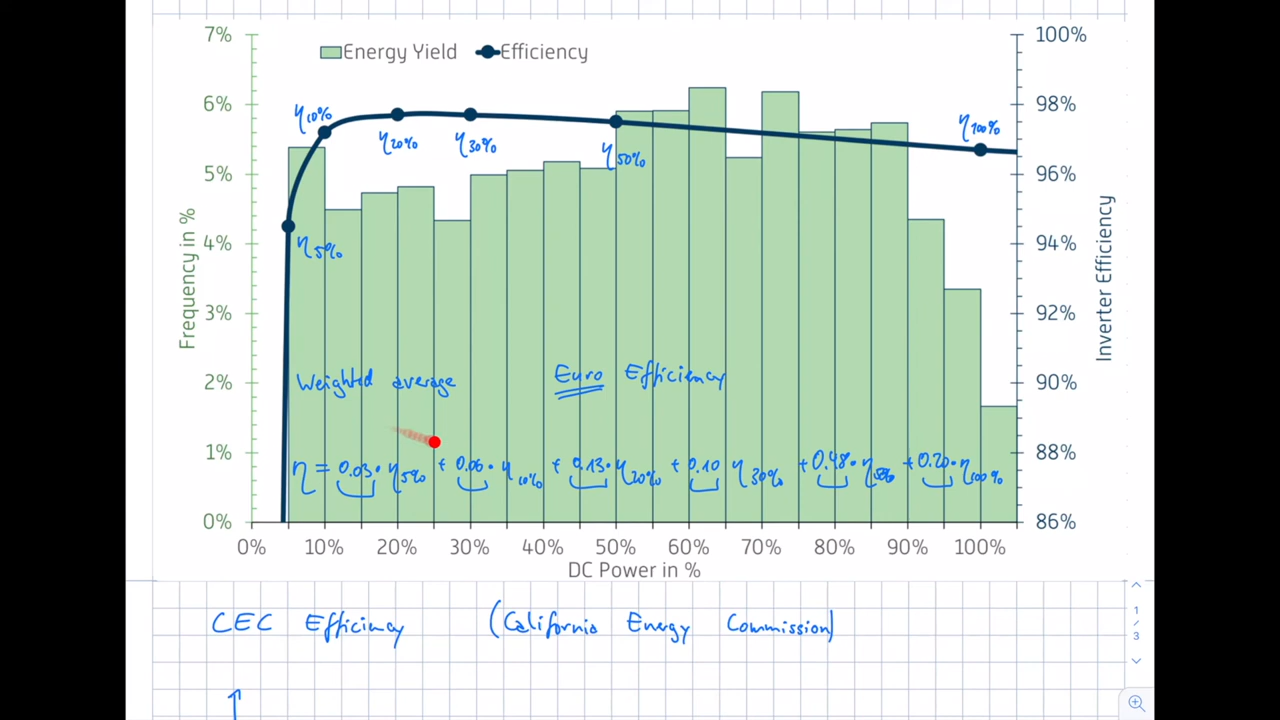 7% 100%
Energy Yield Efficiency
6% 98%
η10% η20% η30% η50% η100%
5% 96%
η5%
4% 94%
Frequency in %
Inverter Efficiency
3% 92%
2% 90%
Weighted average Euro Efficiency
1% 88%
η = 0.03 · η5% + 0.06 · η10% + 0.13 · η20% + 0.10 η30% + 0.48 · η50% + 0.20 · η100%
0% 86%
0% 10% 20% 30% 40% 50% 60% 70% 80% 90% 100%
DC Power in %
CEC Efficiency (California Energy Commission)
1
/
3